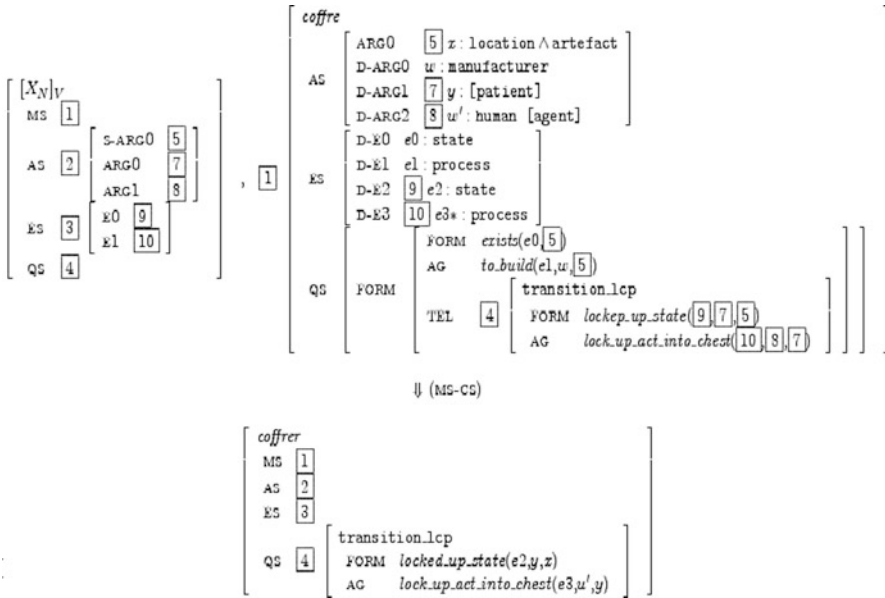 coffre
ARG0 5 x : location ∧ artefact
D-ARG0 w : manufacturer
AS D-ARG1 7 y : [patient]
D-ARG2 8 w′ : human [agent]
[X_N]_V
MS 1
AS 2 S-ARG0 5
ARG0 7
ARG1 8
ES 3 E0 9
E1 10
QS 4
, 1
D-E0 e0 : state
D-E1 e1 : process
ES D-E2 9 e2 : state
D-E3 10 e3* : process
FORM exists(e0, 5)
AG to_build(e1,w, 5)
QS FORM transition_lcp
TEL 4 FORM lockep_up_state(9, 7, 5)
AG lock_up_act_into_chest(10, 8, 7)
⇓ (MS-CS)
coffrer
MS 1
AS 2
ES 3
transition_lcp
QS 4 FORM locked_up_state(e2,y,x)
AG lock_up_act_into_chest(e3,u′,y)